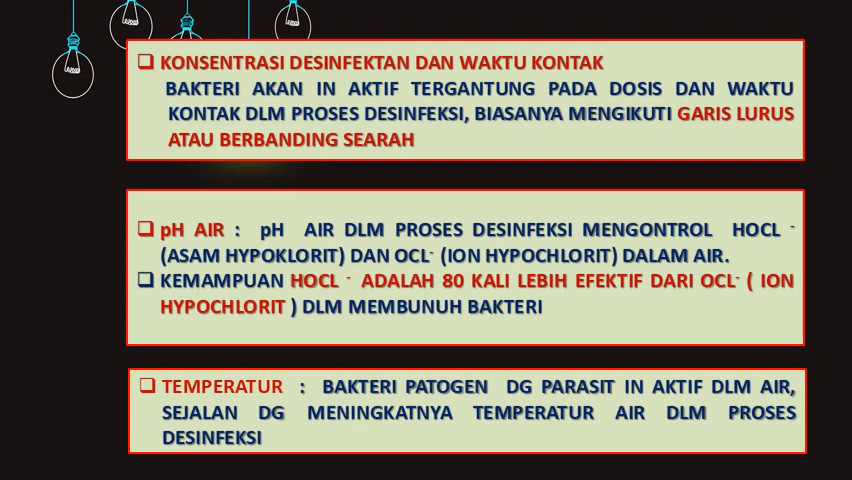 ❑ KONSENTRASI DESINFEKTAN DAN WAKTU KONTAK
BAKTERI AKAN IN AKTIF TERGANTUNG PADA DOSIS DAN WAKTU
KONTAK DLM PROSES DESINFEKSI, BIASANYA MENGIKUTI GARIS LURUS
ATAU BERBANDING SEARAH
❑ pH AIR : pH AIR DLM PROSES DESINFEKSI MENGONTROL HOCL ⁻
(ASAM HYPOKLORIT) DAN OCL⁻ (ION HYPOCHLORIT) DALAM AIR.
❑ KEMAMPUAN HOCL ⁻ ADALAH 80 KALI LEBIH EFEKTIF DARI OCL⁻ ( ION
HYPOCHLORIT ) DLM MEMBUNUH BAKTERI
❑ TEMPERATUR : BAKTERI PATOGEN DG PARASIT IN AKTIF DLM AIR,
SEJALAN DG MENINGKATNYA TEMPERATUR AIR DLM PROSES
DESINFEKSI